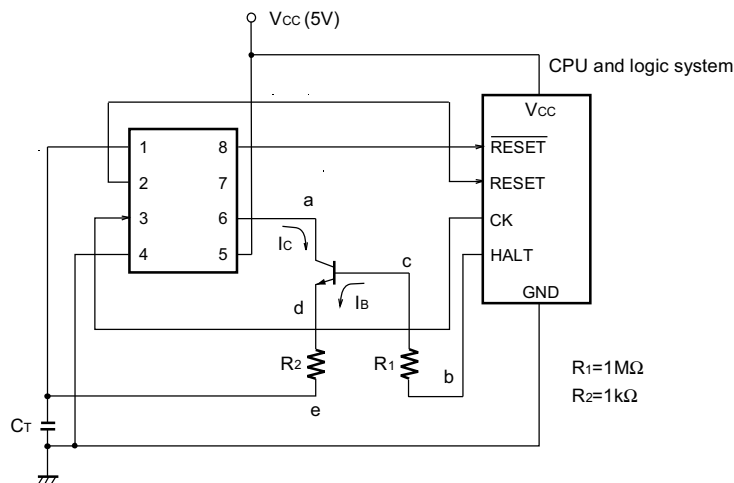 VCC (5V)
CPU and logic system
VCC
1 8 RESET
2 7 RESET
a
3 6 CK
IC
c
4 5 HALT
IB
d
GND
R2 R1
b
R1=1MΩ
R2=1kΩ
e
CT